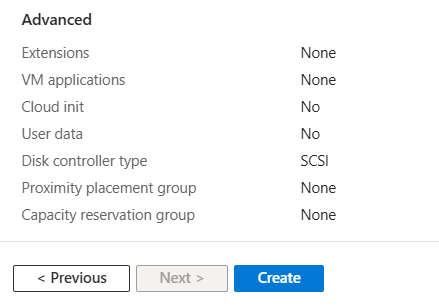 Advanced
Extensions None
VM applications None
Cloud init No
User data No
Disk controller type SCSI
Proximity placement group None
Capacity reservation group None
< Previous Next > Create